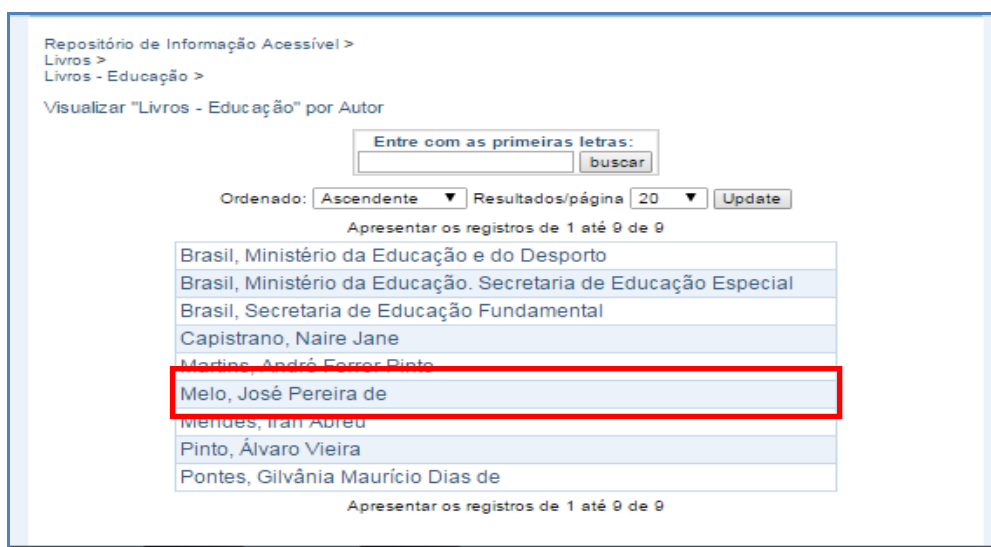 Repositório de Informação Acessível >
Livros >
Livros - Educação >
Visualizar "Livros - Educação" por Autor
Entre com as primeiras letras:
buscar
Ordenado: Ascendente ▼ Resultados/página 20 ▼ Update
Apresentar os registros de 1 até 9 de 9
Brasil, Ministério da Educação e do Desporto
Brasil, Ministério da Educação. Secretaria de Educação Especial
Brasil, Secretaria de Educação Fundamental
Capistrano, Naire Jane
Martins, André Ferrer Pinto
Melo, José Pereira de
Mendes, Iran Abreu
Pinto, Álvaro Vieira
Pontes, Gilvânia Maurício Dias de
Apresentar os registros de 1 até 9 de 9